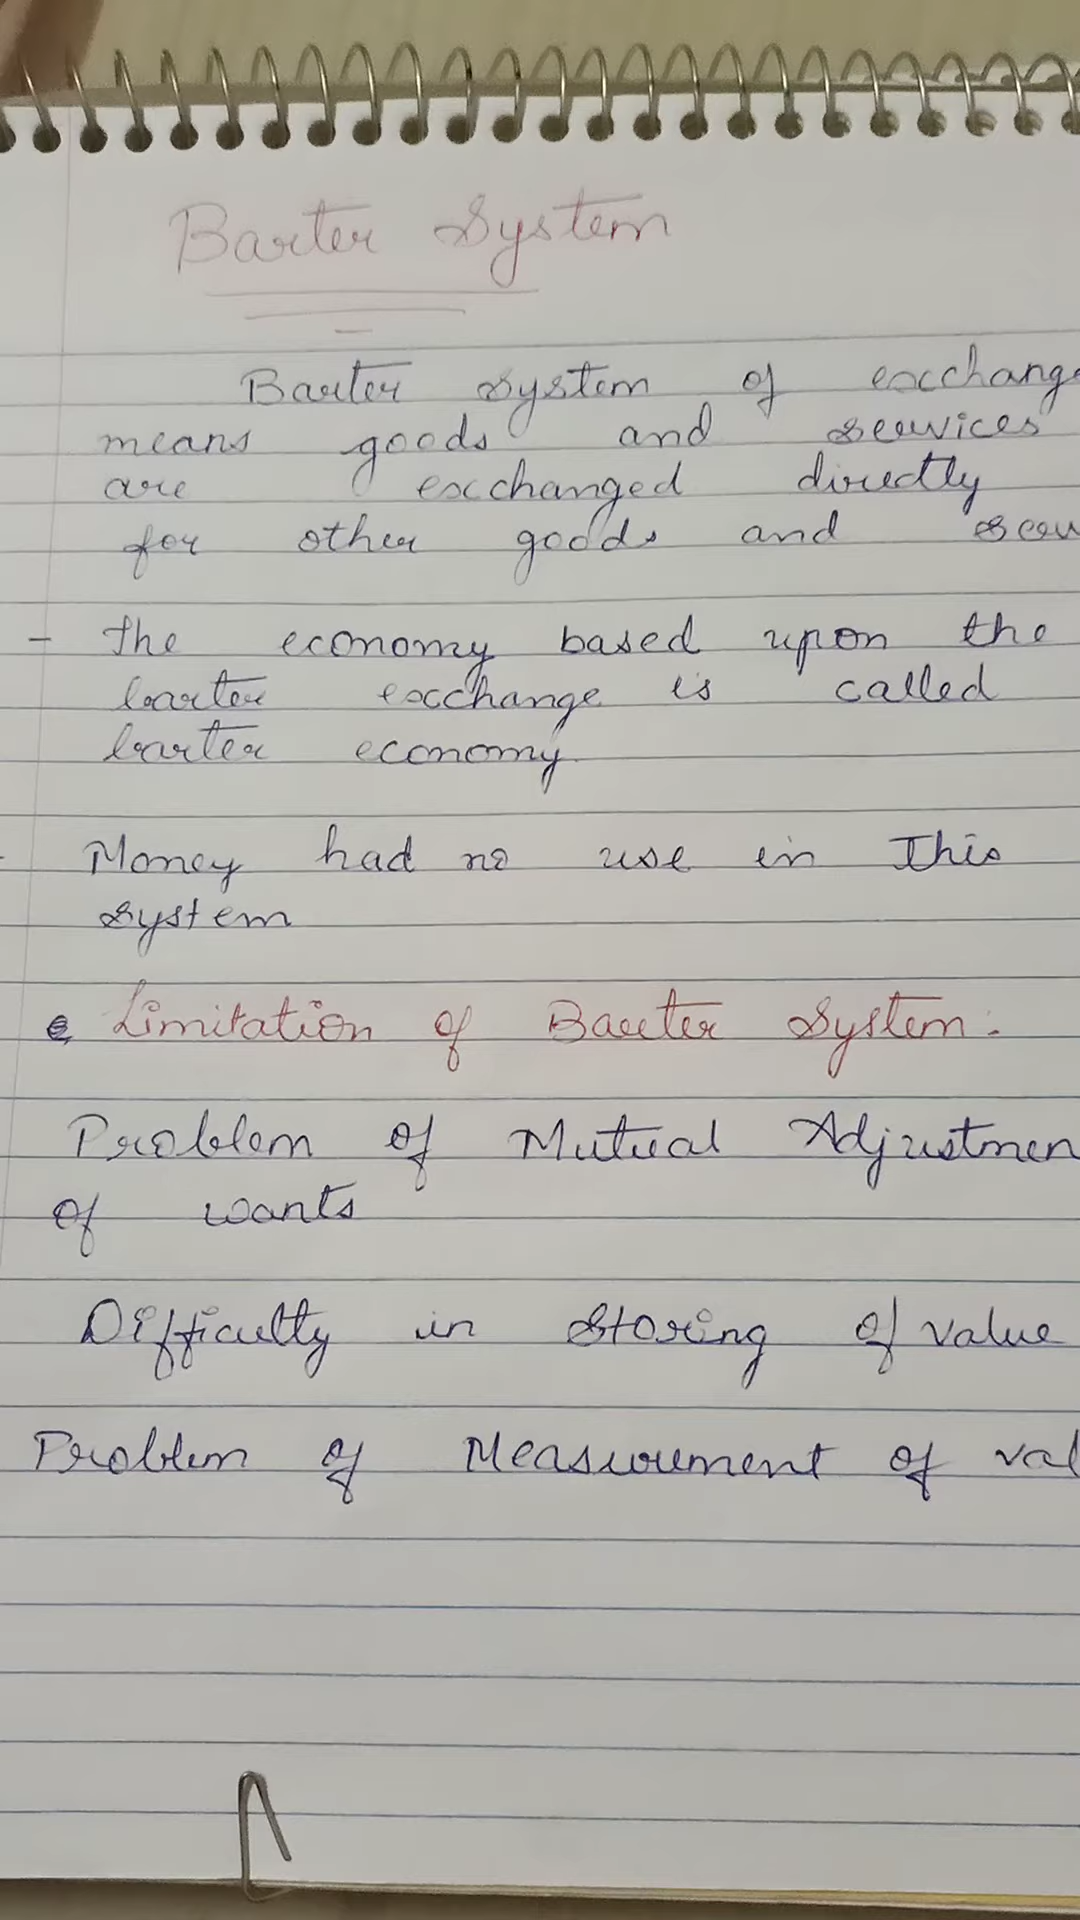 Barter System
Barter System of exchang
means goods and services
are exchanged directly
for other goods and serv
- The economy based upon the
barter exchange is called
barter economy.
- Money had no use in This
System
Limitation of Barter System:
Problem of Mutual Adjustmen
of wants
Difficulty in Storing of value
Problem of Measurement of val